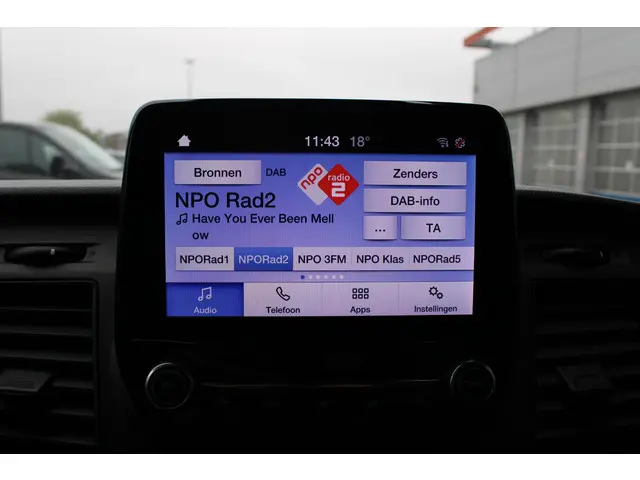 11:43 18°
Bronnen DAB npo radio 2 Zenders
NPO Rad2 DAB-info
Have You Ever Been Mell
ow ... TA
NPORad1 NPORad2 NPO 3FM NPO Klas NPORad5
Audio Telefoon Apps Instellingen